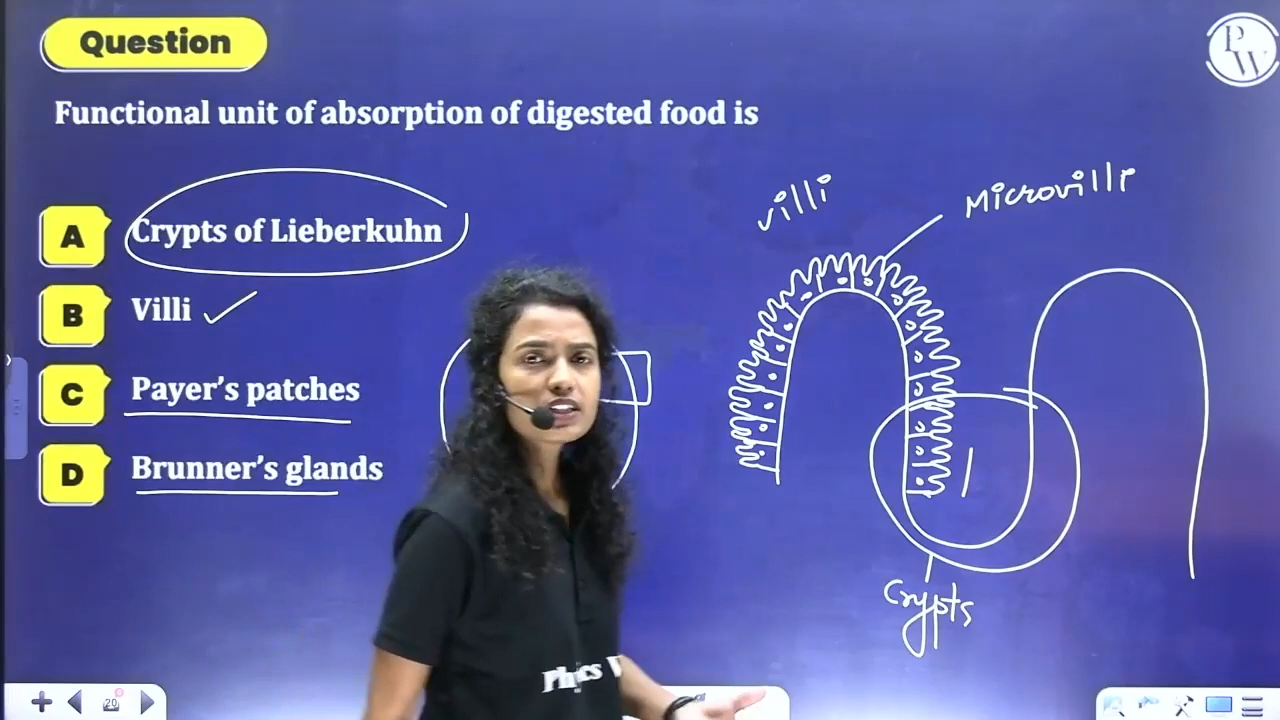 Question
PW
Functional unit of absorption of digested food is
A Crypts of Lieberkuhn
B Villi
C Payer's patches
D Brunner's glands
villi
Microvilli
Crypts
20